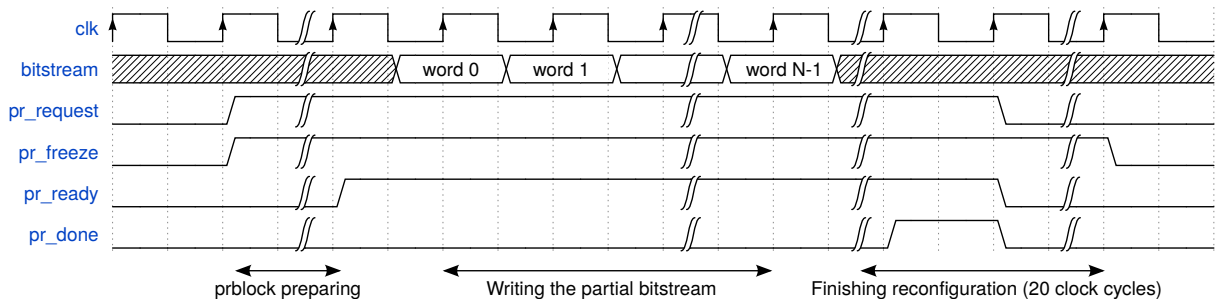 clk
bitstream word 0 word 1 word N-1
pr_request
pr_freeze
pr_ready
pr_done
prblock preparing Writing the partial bitstream Finishing reconfiguration (20 clock cycles)